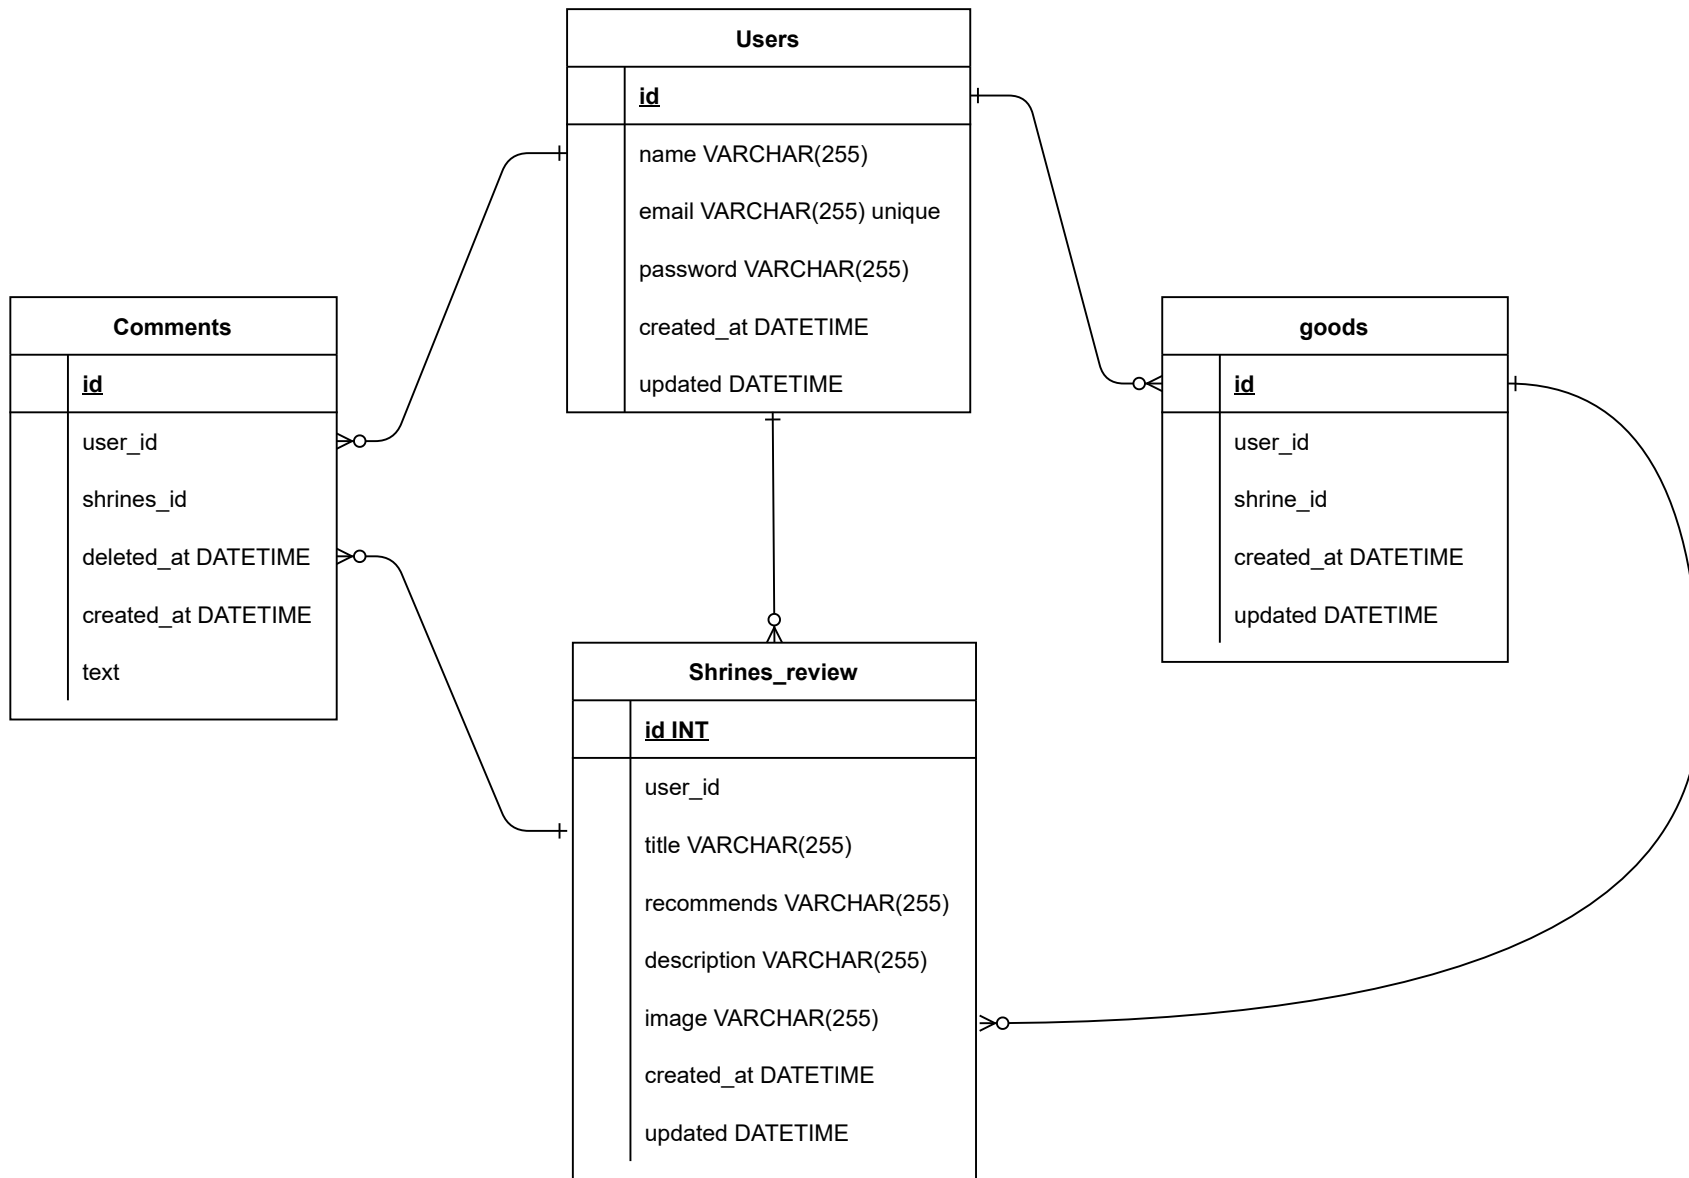 Users
id
name VARCHAR(255)
email VARCHAR(255) unique
password VARCHAR(255)
created_at DATETIME
updated DATETIME
Comments
id
user_id
shrines_id
deleted_at DATETIME
created_at DATETIME
text
goods
id
user_id
shrine_id
created_at DATETIME
updated DATETIME
Shrines_review
id INT
user_id
title VARCHAR(255)
recommends VARCHAR(255)
description VARCHAR(255)
image VARCHAR(255)
created_at DATETIME
updated DATETIME